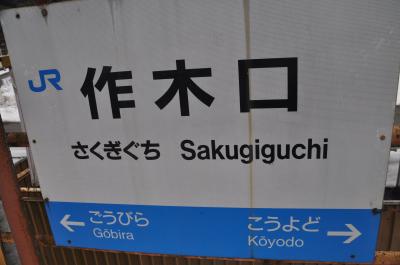 JR 作木口
さくぎぐち Sakugiguchi
← ごうびら こうよど →
Gōbira Kōyodo